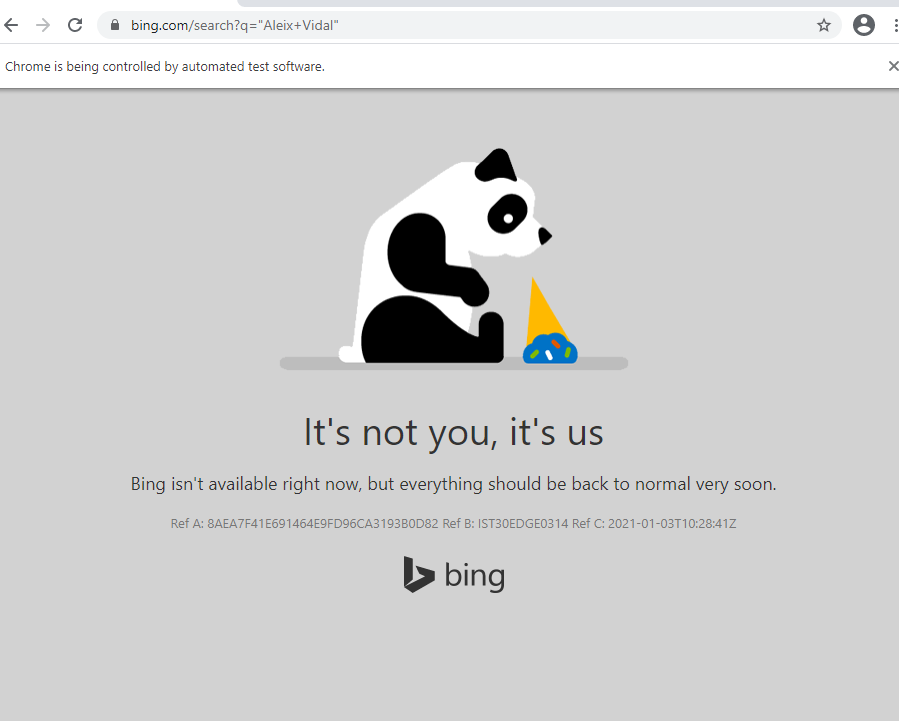 bing.com/search?q="Aleix+Vidal"
Chrome is being controlled by automated test software.
It's not you, it's us
Bing isn't available right now, but everything should be back to normal very soon.
Ref A: 8AEA7F41E691464E9FD96CA3193B0D82 Ref B: IST30EDGE0314 Ref C: 2021-01-03T10:28:41Z
bing